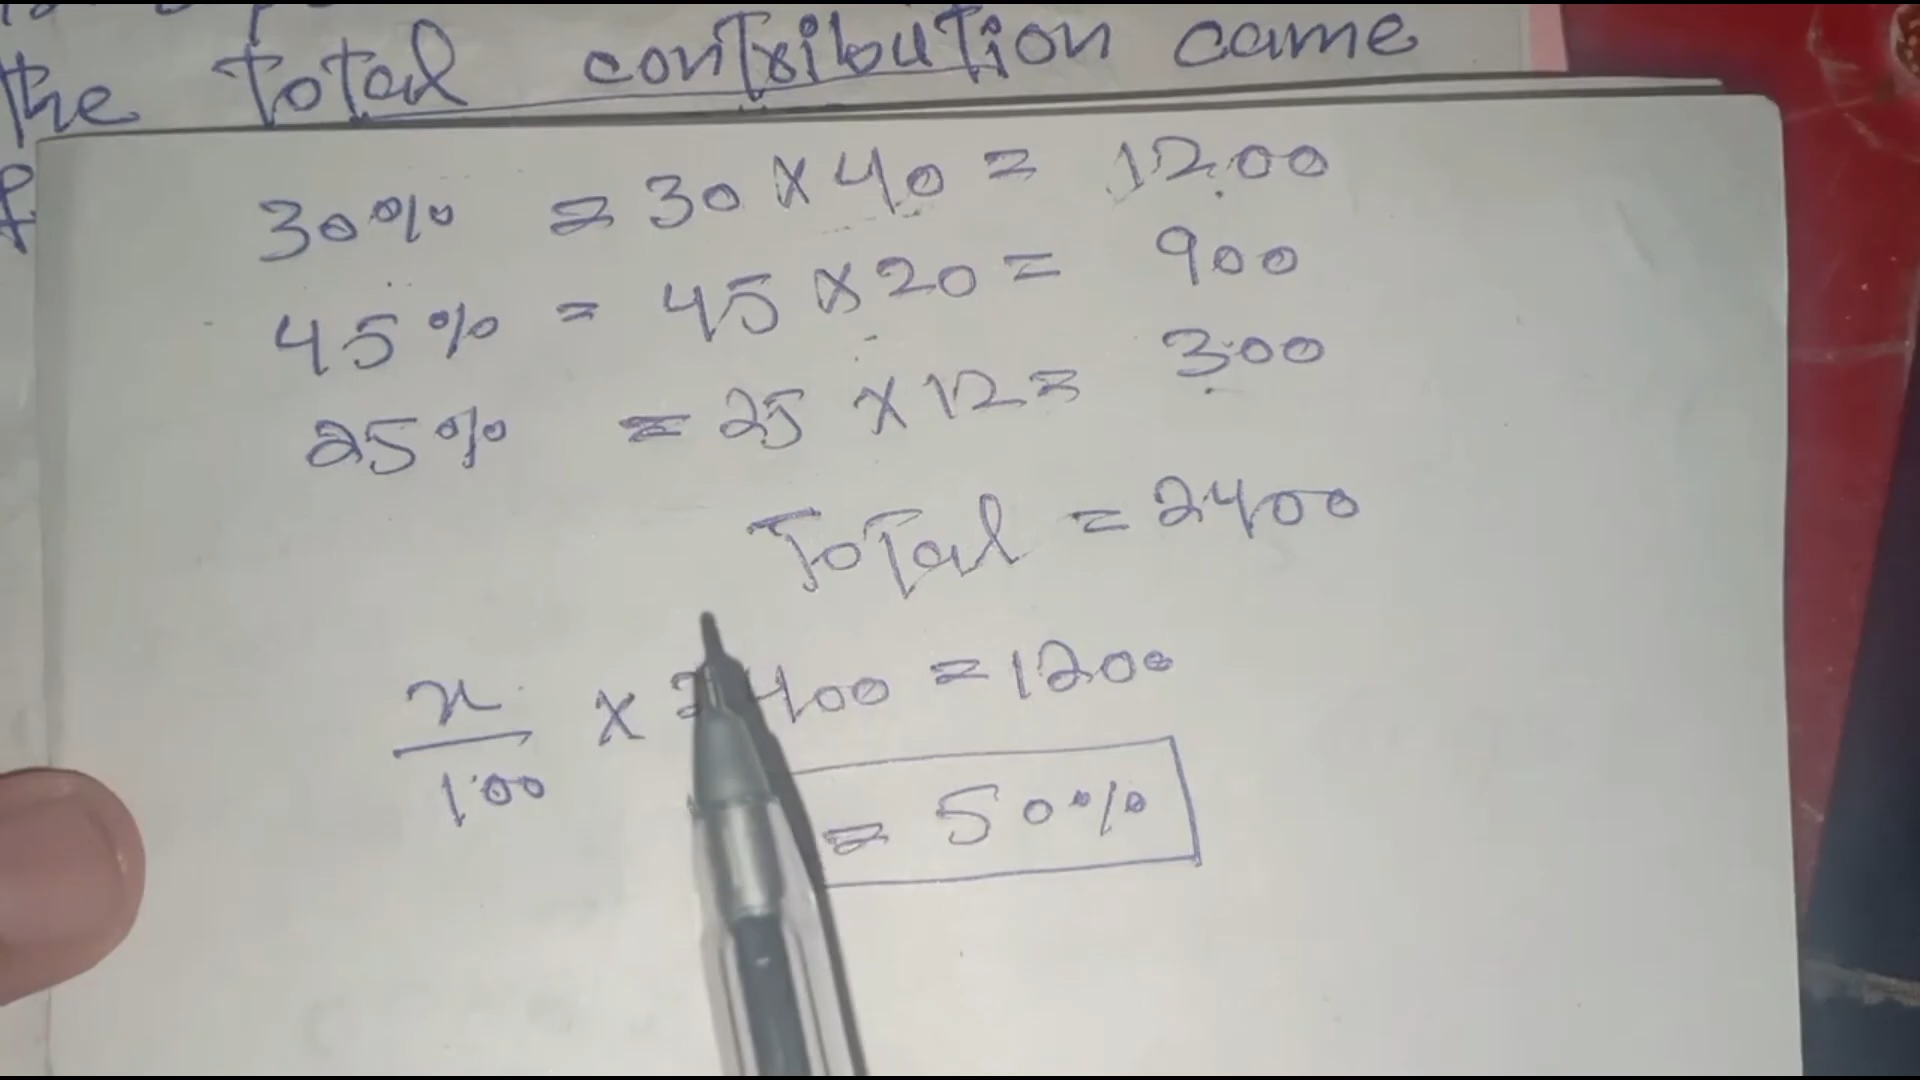 the total contribution came
30% = 30 × 40 = 1200
45% = 45 × 20 = 900
25% = 25 × 12 = 300
Total = 2400
x/100 × 2400 = 1200
= 50%